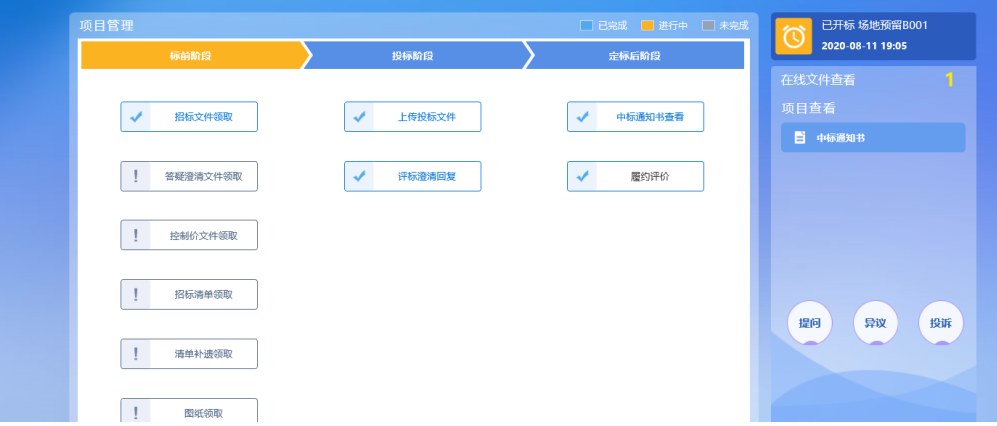 项目管理
已完成 进行中 未完成
标前阶段 投标阶段 定标后阶段
招标文件领取 上传投标文件 中标通知书查看
答疑澄清文件领取 评标澄清回复 履约评价
控制价文件领取
招标清单领取
清单补遗领取
图纸领取
已开标 场地预留B001
2020-08-11 19:05
在线文件查看 1
项目查看
中标通知书
提问 异议 投诉